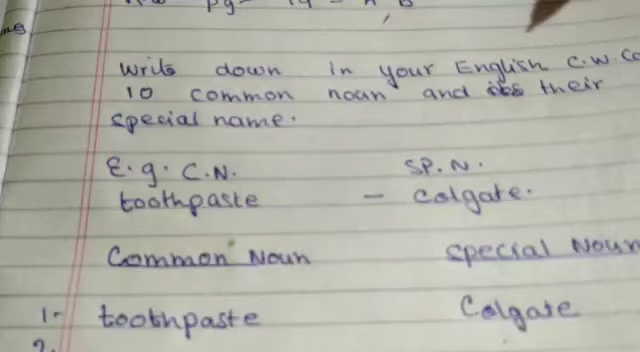 Write down in your English C.W.
10 common noun and their
special name.
E.g. C.N. SP.N.
toothpaste - Colgate.
Common Noun special Noun
1- toothpaste Colgate
2.